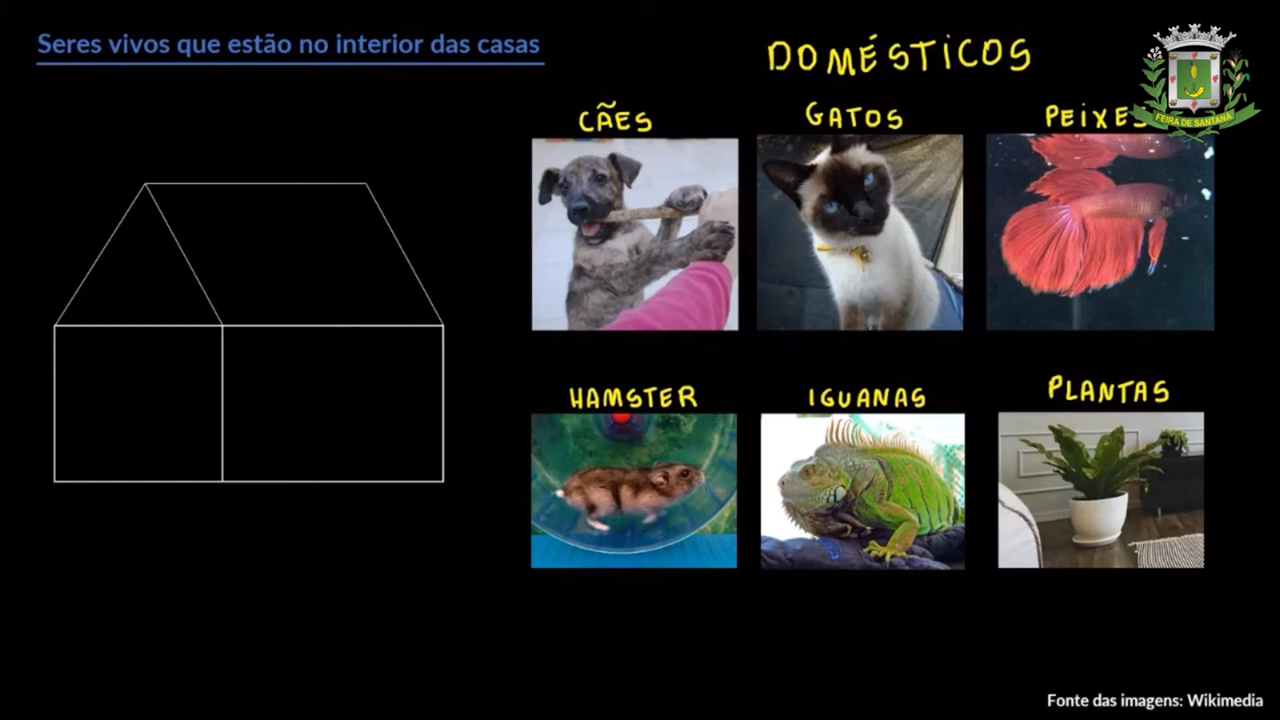 Seres vivos que estão no interior das casas
DOMÉSTICOS
CÃES
GATOS
PEIXES
FEIRA DE SANTANA
HAMSTER
IGUANAS
PLANTAS
Fonte das imagens: Wikimedia